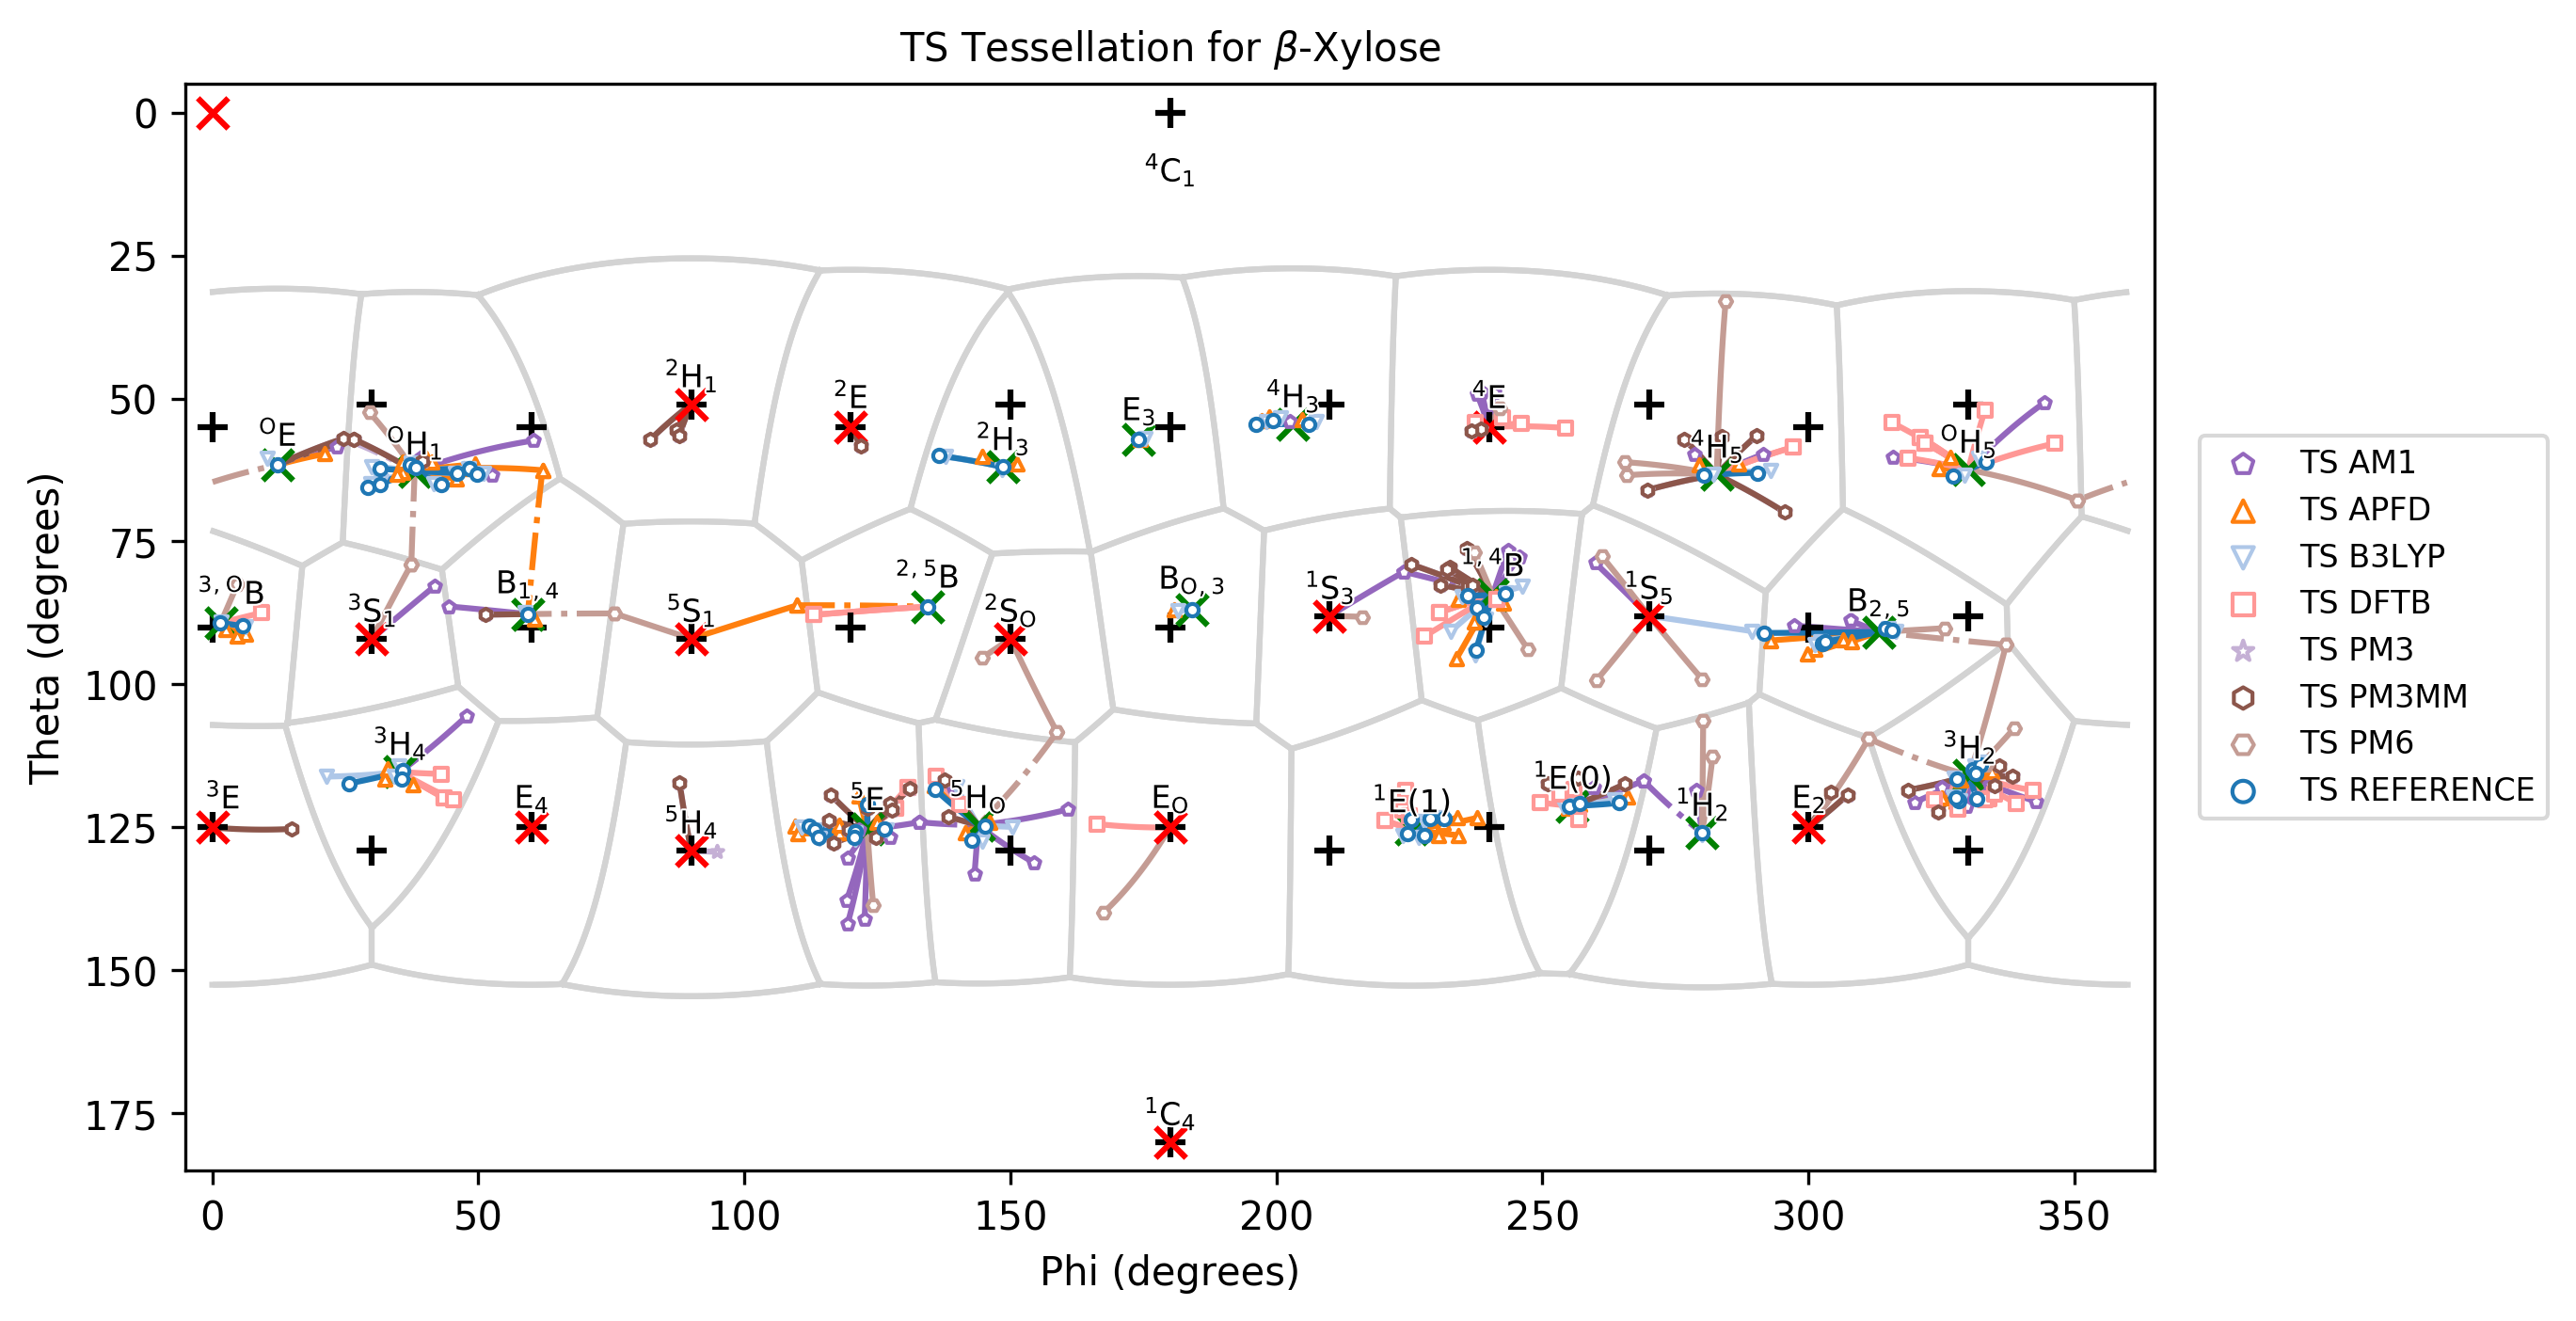 TS Tessellation for β-Xylose
Theta (degrees)
0
25
50
75
100
125
150
175
⁴C₁
²H₁
²E
⁴H₃
⁴E
E₃
ᴼE
ᴼH₁
²H₃
⁴H₅
ᴼH₅
³,ᴼB
³S₁
B₁,₄
⁵S₁
²,⁵B
²Sₒ
Bₒ,₃
¹S₃
¹,⁴B
¹S₅
B₂,₅
³H₄
³H₂
³E
E₄
⁵H₄
⁵E
⁵Hₒ
Eₒ
¹E(1)
¹E(0)
¹H₂
E₂
¹C₄
0
50
100
150
200
250
300
350
Phi (degrees)
TS AM1
TS APFD
TS B3LYP
TS DFTB
TS PM3
TS PM3MM
TS PM6
TS REFERENCE